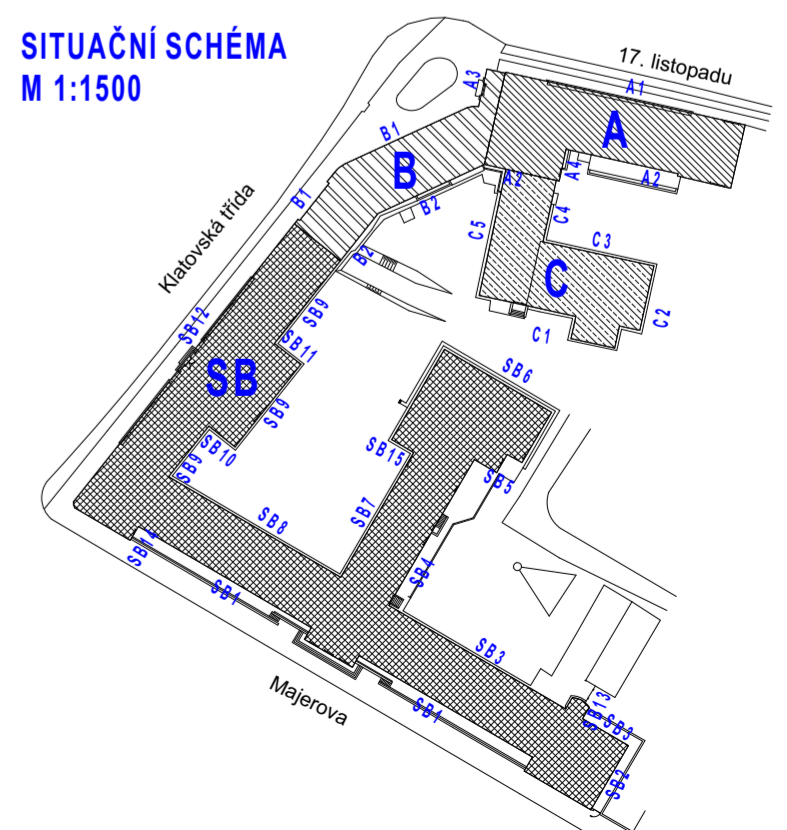 SITUAČNÍ SCHÉMA
M 1:1500
17. listopadu
A1
A3
A
B1
B
A4
A2
A2
B2
B1
C4
C5
C3
C
B2
C2
C1
Klatovská třída
SB9
SB12
SB11
SB
SB6
SB9
SB10
SB9
SB15
SB5
SB7
SB8
SB14
SB4
SB1
SB3
Majerova
SB1
SB13
SB3
SB2